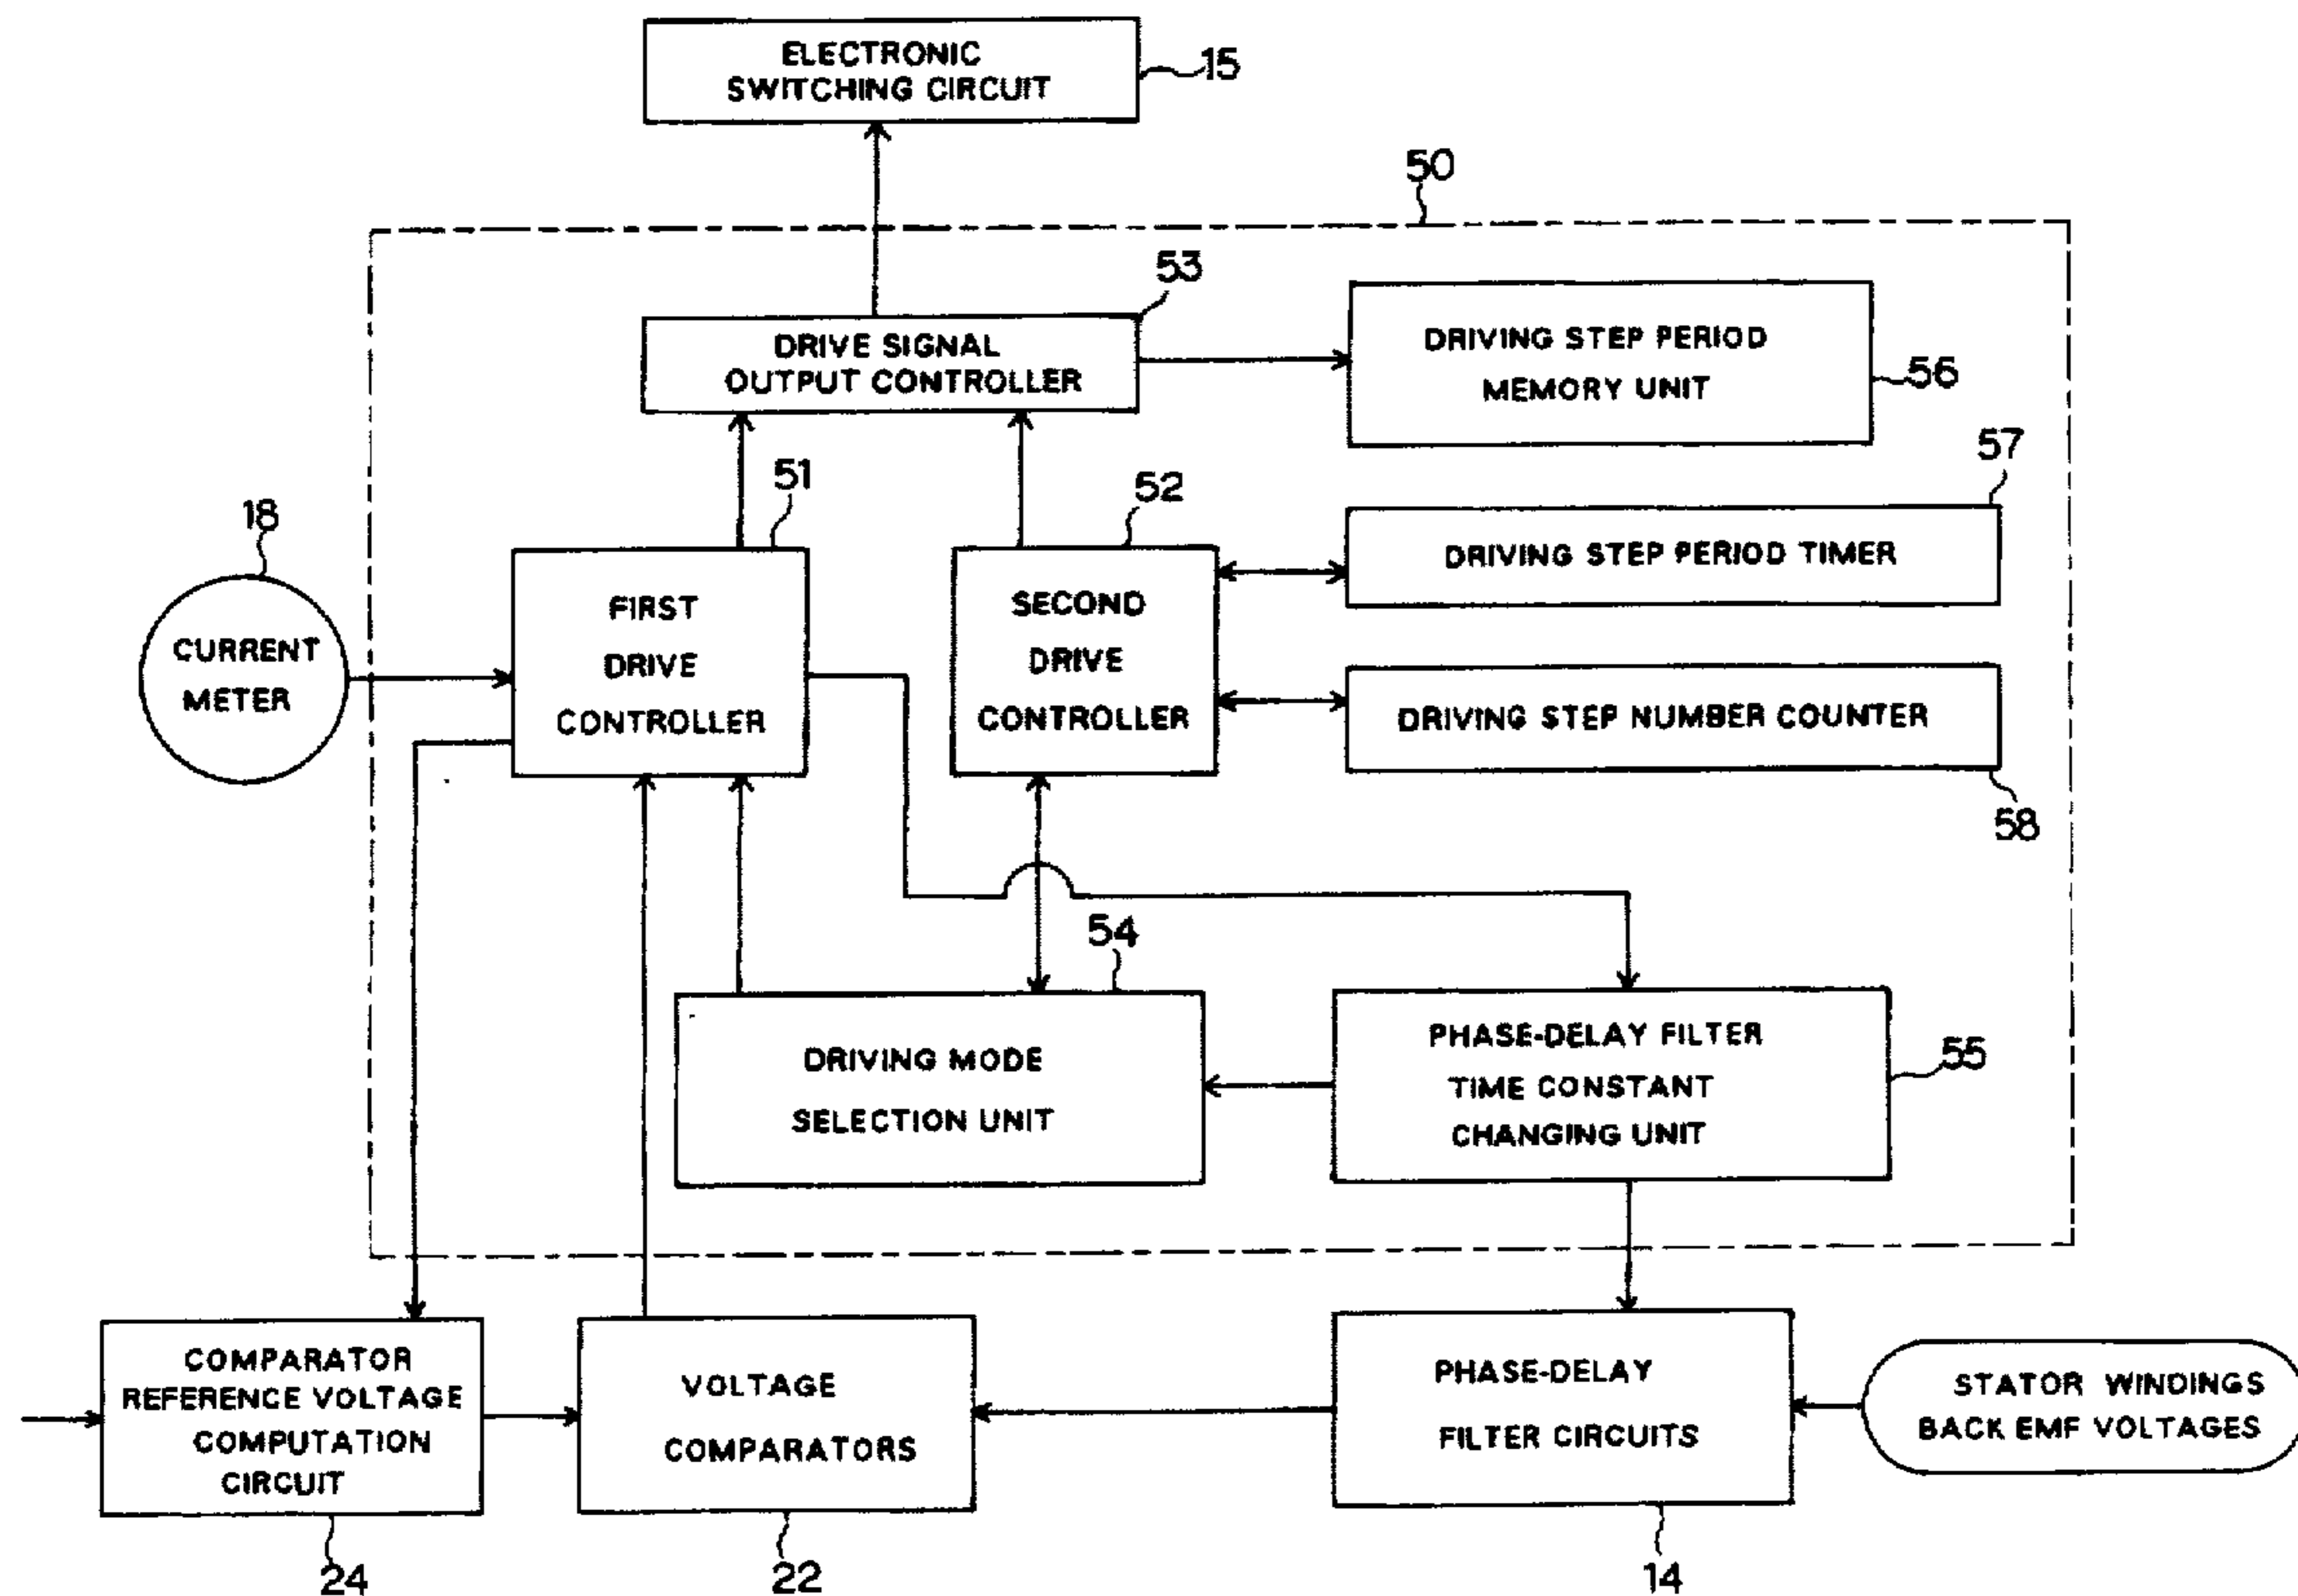 ELECTRONIC
SWITCHING CIRCUIT
15
50
53
DRIVE SIGNAL
OUTPUT CONTROLLER
DRIVING STEP PERIOD
MEMORY UNIT
56
57
51
52
18
CURRENT
METER
FIRST
DRIVE
CONTROLLER
SECOND
DRIVE
CONTROLLER
DRIVING STEP PERIOD TIMER
DRIVING STEP NUMBER COUNTER
58
54
DRIVING MODE
SELECTION UNIT
PHASE-DELAY FILTER
TIME CONSTANT
CHANGING UNIT
55
COMPARATOR
REFERENCE VOLTAGE
COMPUTATION
CIRCUIT
VOLTAGE
COMPARATORS
PHASE-DELAY
FILTER CIRCUITS
STATOR WINDINGS
BACK EMF VOLTAGES
24
22
14